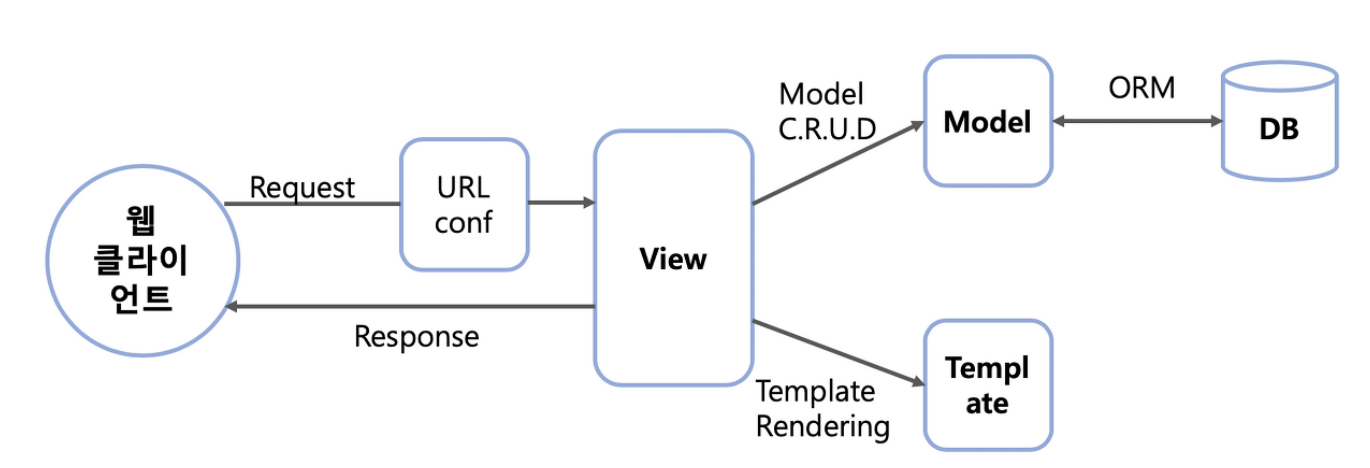 웹
클라이
언트
Request
URL
conf
Response
View
Model
C.R.U.D
Model
ORM
DB
Template
Rendering
Templ
ate